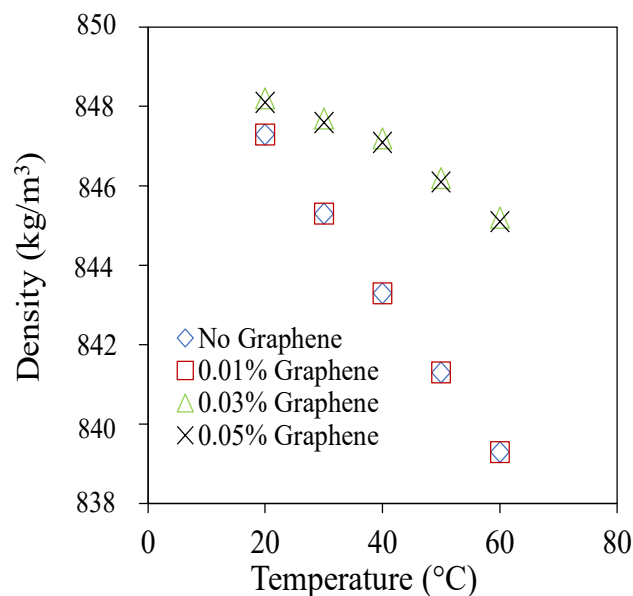 850
848
846
844
842
840
838
Density (kg/m³)
No Graphene
0.01% Graphene
0.03% Graphene
0.05% Graphene
0 20 40 60 80
Temperature (°C)